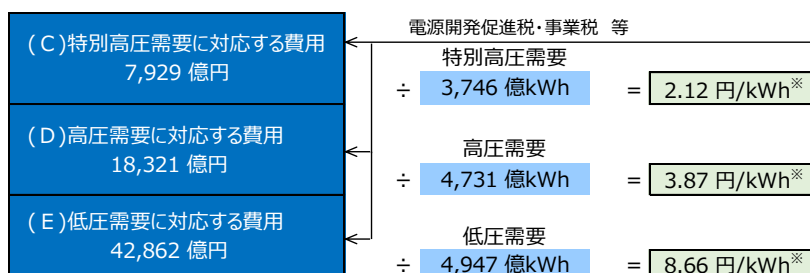 電源開発促進税・事業税 等
(C)特別高圧需要に対応する費用
7,929 億円
特別高圧需要
÷ 3,746 億kWh = 2.12 円/kWh※
(D)高圧需要に対応する費用
18,321 億円
高圧需要
÷ 4,731 億kWh = 3.87 円/kWh※
(E)低圧需要に対応する費用
42,862 億円
低圧需要
÷ 4,947 億kWh = 8.66 円/kWh※